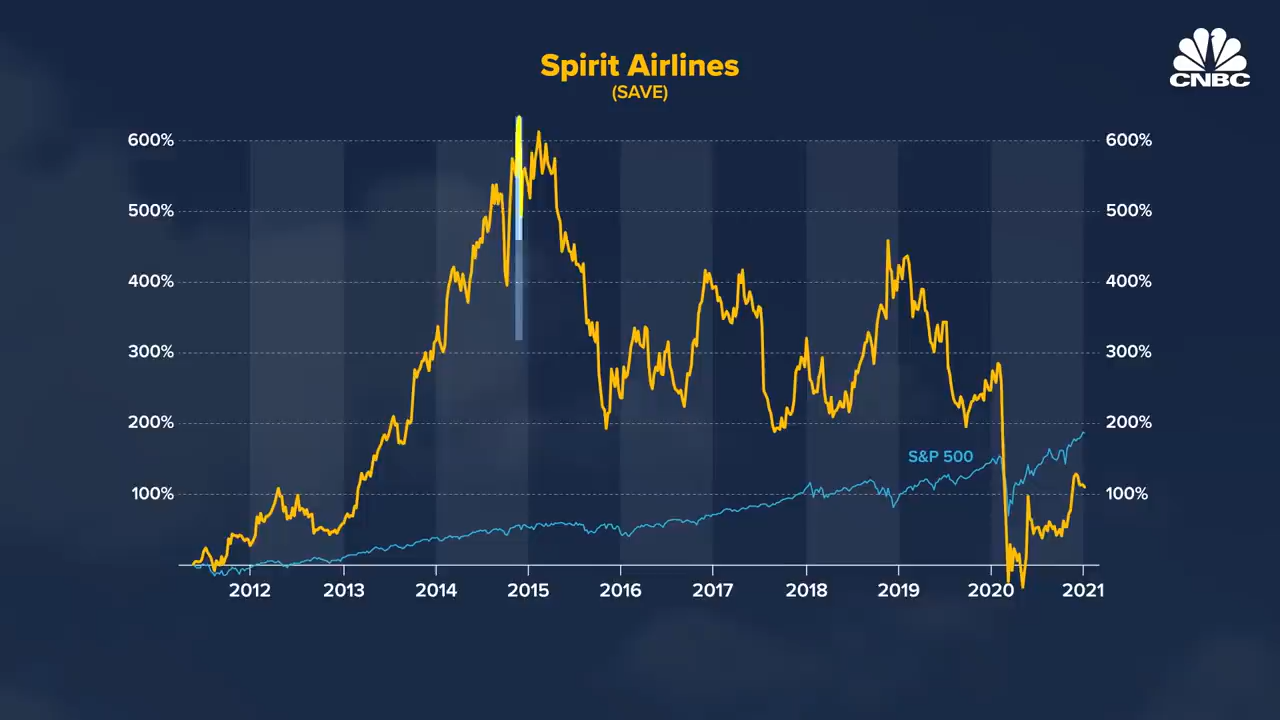 CNBC
Spirit Airlines
(SAVE)
600% 600%
500% 500%
400% 400%
300% 300%
200% 200%
S&P 500
100% 100%
2012 2013 2014 2015 2016 2017 2018 2019 2020 2021